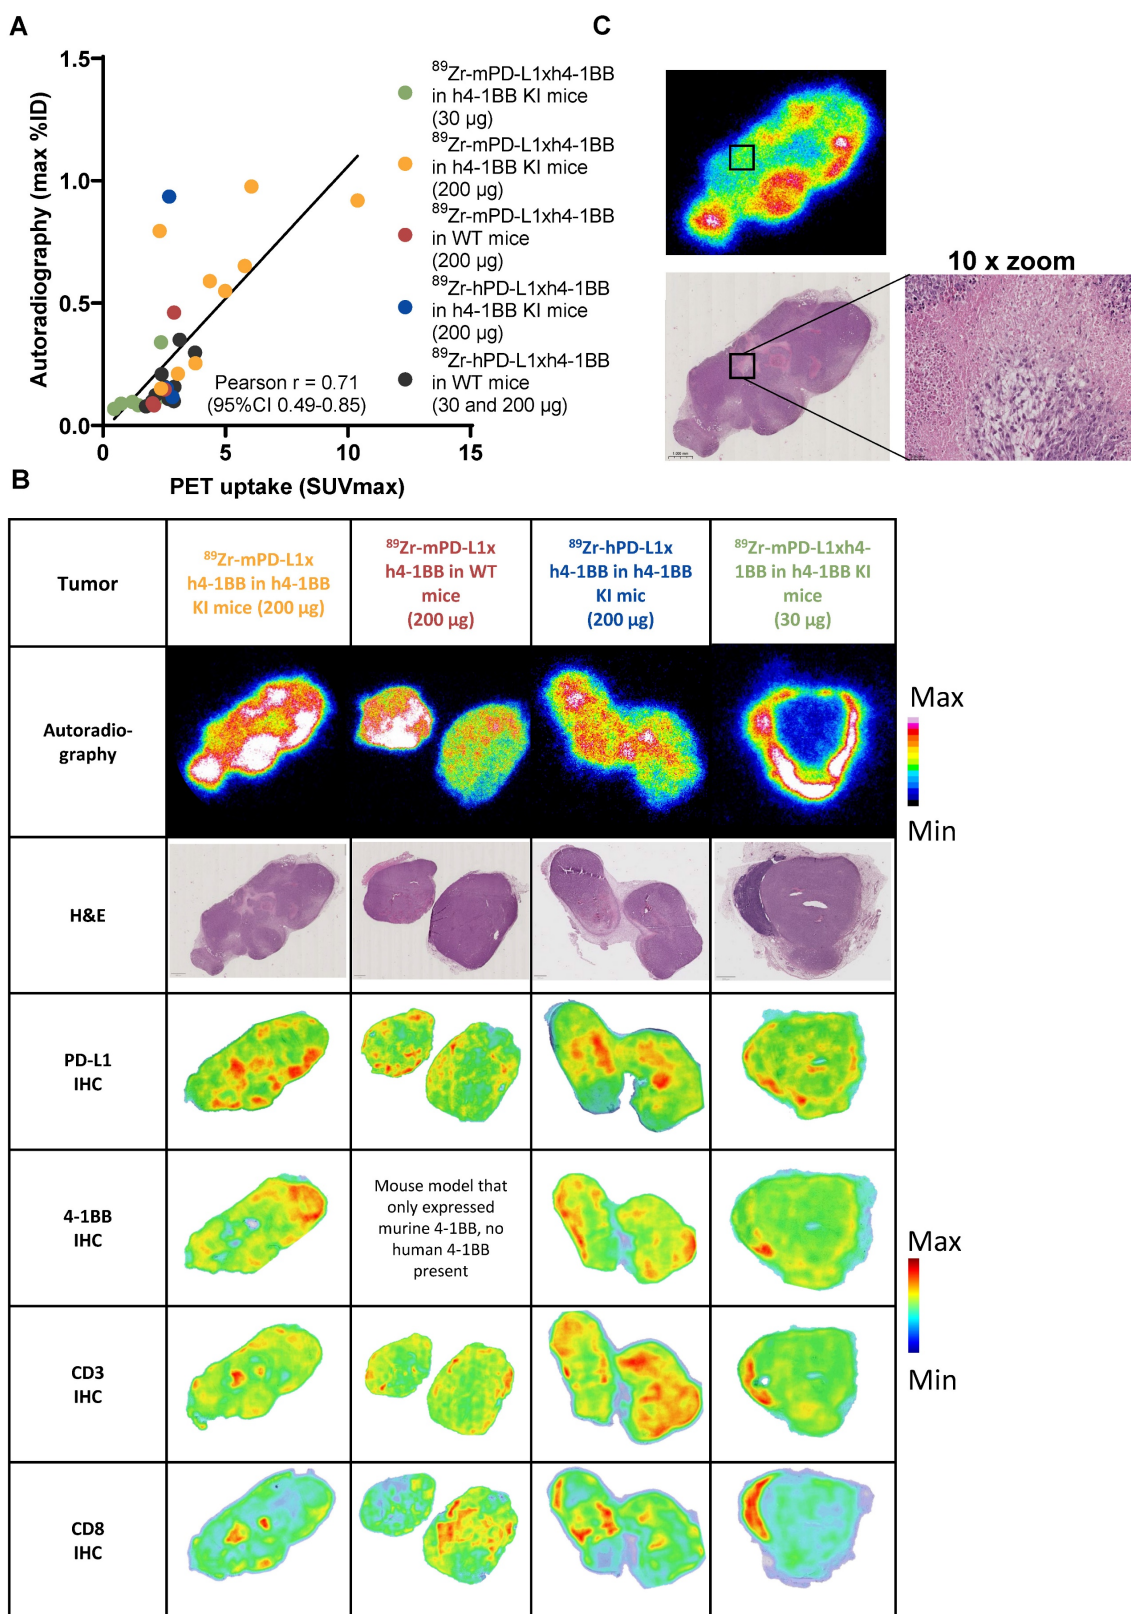 A
C
1.5
1.0
0.5
0.0
0
5
10
15
Autoradiography (max %ID)
PET uptake (SUVmax)
Pearson r = 0.71
(95%CI 0.49-0.85)
⁸⁹Zr-mPD-L1xh4-1BB
in h4-1BB KI mice
(30 µg)
⁸⁹Zr-mPD-L1xh4-1BB
in h4-1BB KI mice
(200 µg)
⁸⁹Zr-mPD-L1xh4-1BB
in WT mice
(200 µg)
⁸⁹Zr-hPD-L1xh4-1BB
in h4-1BB KI mice
(200 µg)
⁸⁹Zr-hPD-L1xh4-1BB
in WT mice
(30 and 200 µg)
10 x zoom
B
Tumor
⁸⁹Zr-mPD-L1x
h4-1BB in h4-1BB
KI mice (200 µg)
⁸⁹Zr-mPD-L1x
h4-1BB in WT
mice
(200 µg)
⁸⁹Zr-hPD-L1x
h4-1BB in h4-1BB
KI mic
(200 µg)
⁸⁹Zr-mPD-L1xh4-
1BB in h4-1BB KI
mice
(30 µg)
Autoradio-
graphy
Max
Min
H&E
PD-L1
IHC
4-1BB
IHC
Mouse model that
only expressed
murine 4-1BB, no
human 4-1BB
present
Max
Min
CD3
IHC
CD8
IHC